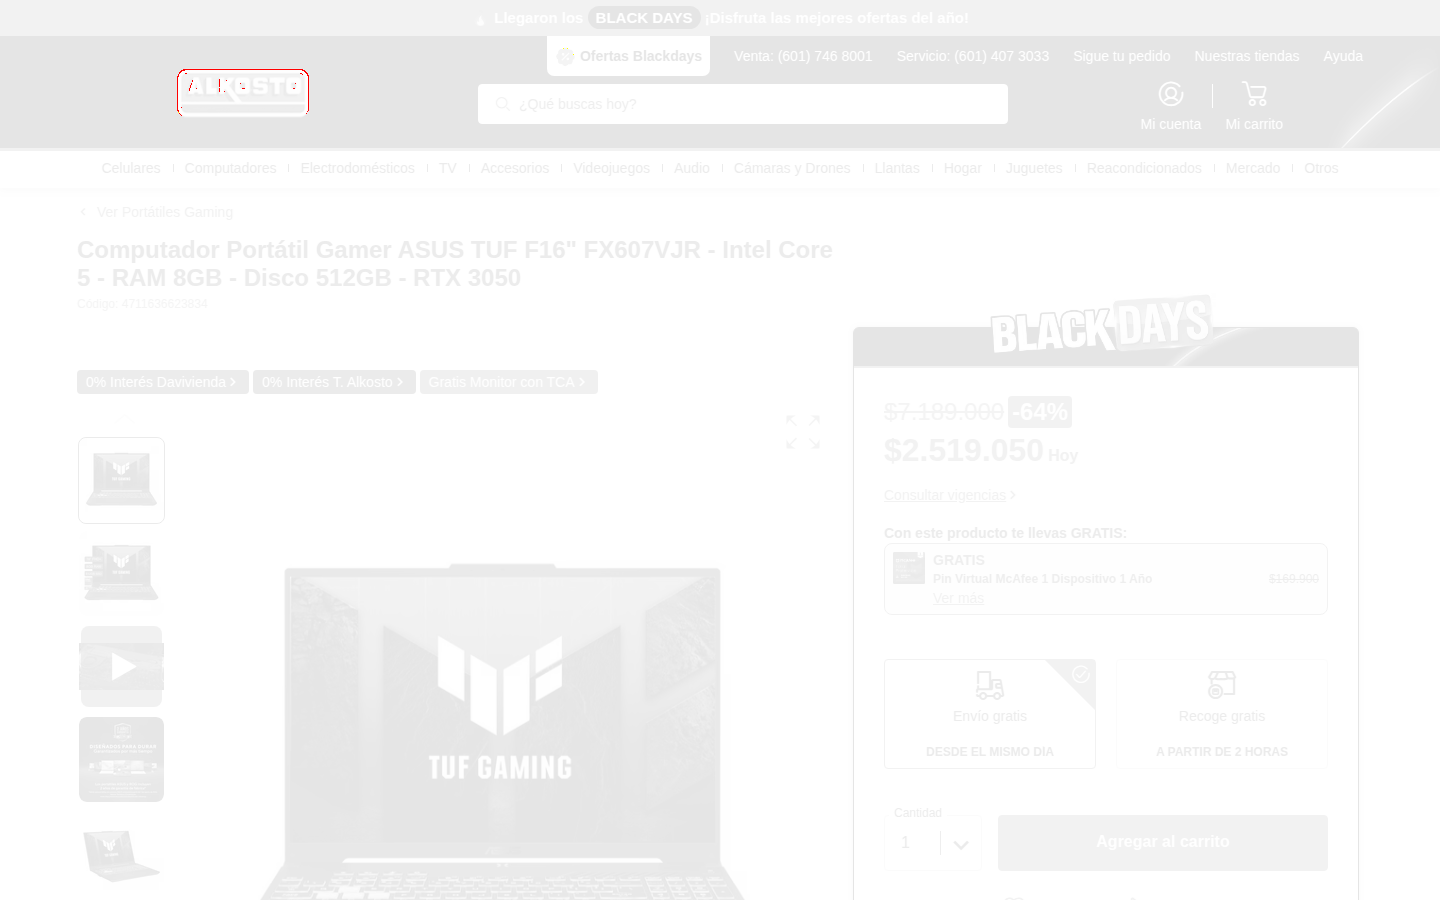 Llegaron los BLACK DAYS ¡Disfruta las mejores ofertas del año!
Ofertas Blackdays
Venta: (601) 746 8001
Servicio: (601) 407 3033
Sigue tu pedido
Nuestras tiendas
Ayuda
ALKOSTO
¿Qué buscas hoy?
Mi cuenta
Mi carrito
Celulares
Computadores
Electrodomésticos
TV
Accesorios
Videojuegos
Audio
Cámaras y Drones
Llantas
Hogar
Juguetes
Reacondicionados
Mercado
Otros
Ver Portátiles Gaming
Computador Portátil Gamer ASUS TUF F16" FX607VJR - Intel Core
5 - RAM 8GB - Disco 512GB - RTX 3050
Código: 4711636623834
0% Interés Davivienda
0% Interés T. Alkosto
Gratis Monitor con TCA
TUF GAMING
BLACK DAYS
$7.189.000 -64%
$2.519.050 Hoy
Consultar vigencias
Con este producto te llevas GRATIS:
GRATIS
Pin Virtual McAfee 1 Dispositivo 1 Año
$169.900
Ver más
Envío gratis
DESDE EL MISMO DIA
Recoge gratis
A PARTIR DE 2 HORAS
Cantidad
1
Agregar al carrito